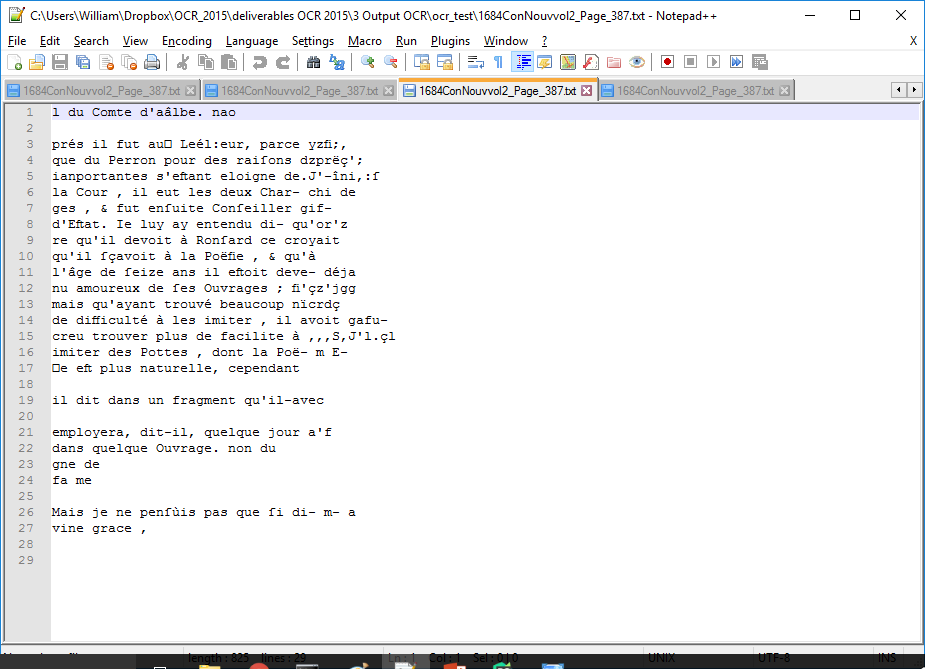 C:\Users\William\Dropbox\OCR_2015\deliverables OCR 2015\3 Output OCR\ocr_test\1684ConNouvvol2_Page_387.txt - Notepad++
File Edit Search View Encoding Language Settings Macro Run Plugins Window ? X
1684ConNouvvol2_Page_387.txt 1684ConNouvvol2_Page_387.txt 1684ConNouvvol2_Page_387.txt 1684ConNouvvol2_Page_387.txt
1 l du Comte d'aâlbe. nao
2
3 prés il fut au□ Leél:eur, parce yzﬁ;,
4 que du Perron pour des raiſons dzprëç';
5 ianportantes s'eﬅant eloigne de.J'-îni,:f
6 la Cour , il eut les deux Char- chi de
7 ges , & fut enſuite Conſeiller gif-
8 d'Eﬅat. Ie luy ay entendu di- qu'or'z
9 re qu'il devoit à Ronſard ce croyait
10 qu'il ſçavoit à la Poëﬁe , & qu'à
11 l'âge de ſeize ans il eﬅoit deve- déja
12 nu amoureux de ſes Ouvrages ; ﬁ'çz'jgg
13 mais qu'ayant trouvé beaucoup nicrdç
14 de diﬃculté à les imiter , il avoit gafu-
15 creu trouver plus de facilite à ,,,S,J'l.çl
16 imiter des Pottes , dont la Poë- m E-
17 □e eﬅ plus naturelle, cependant
18
19 il dit dans un fragment qu'il-avec
20
21 employera, dit-il, quelque jour a'f
22 dans quelque Ouvrage. non du
23 gne de
24 fa me
25
26 Mais je ne penſùis pas que ſi di- m- a
27 vine grace ,
28
29
length : 825 lines : 29 Ln : 1 Col : 1 Sel : 0 | 0 UNIX UTF-8 INS